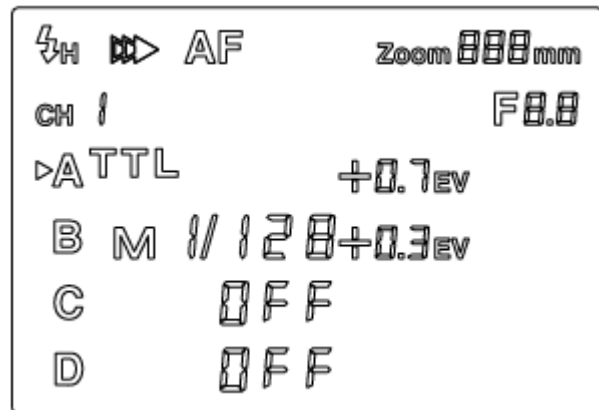 H AF Zoom 888mm
CH 1 F8.8
A TTL +0.7EV
B M 1/128+0.3EV
C OFF
D OFF